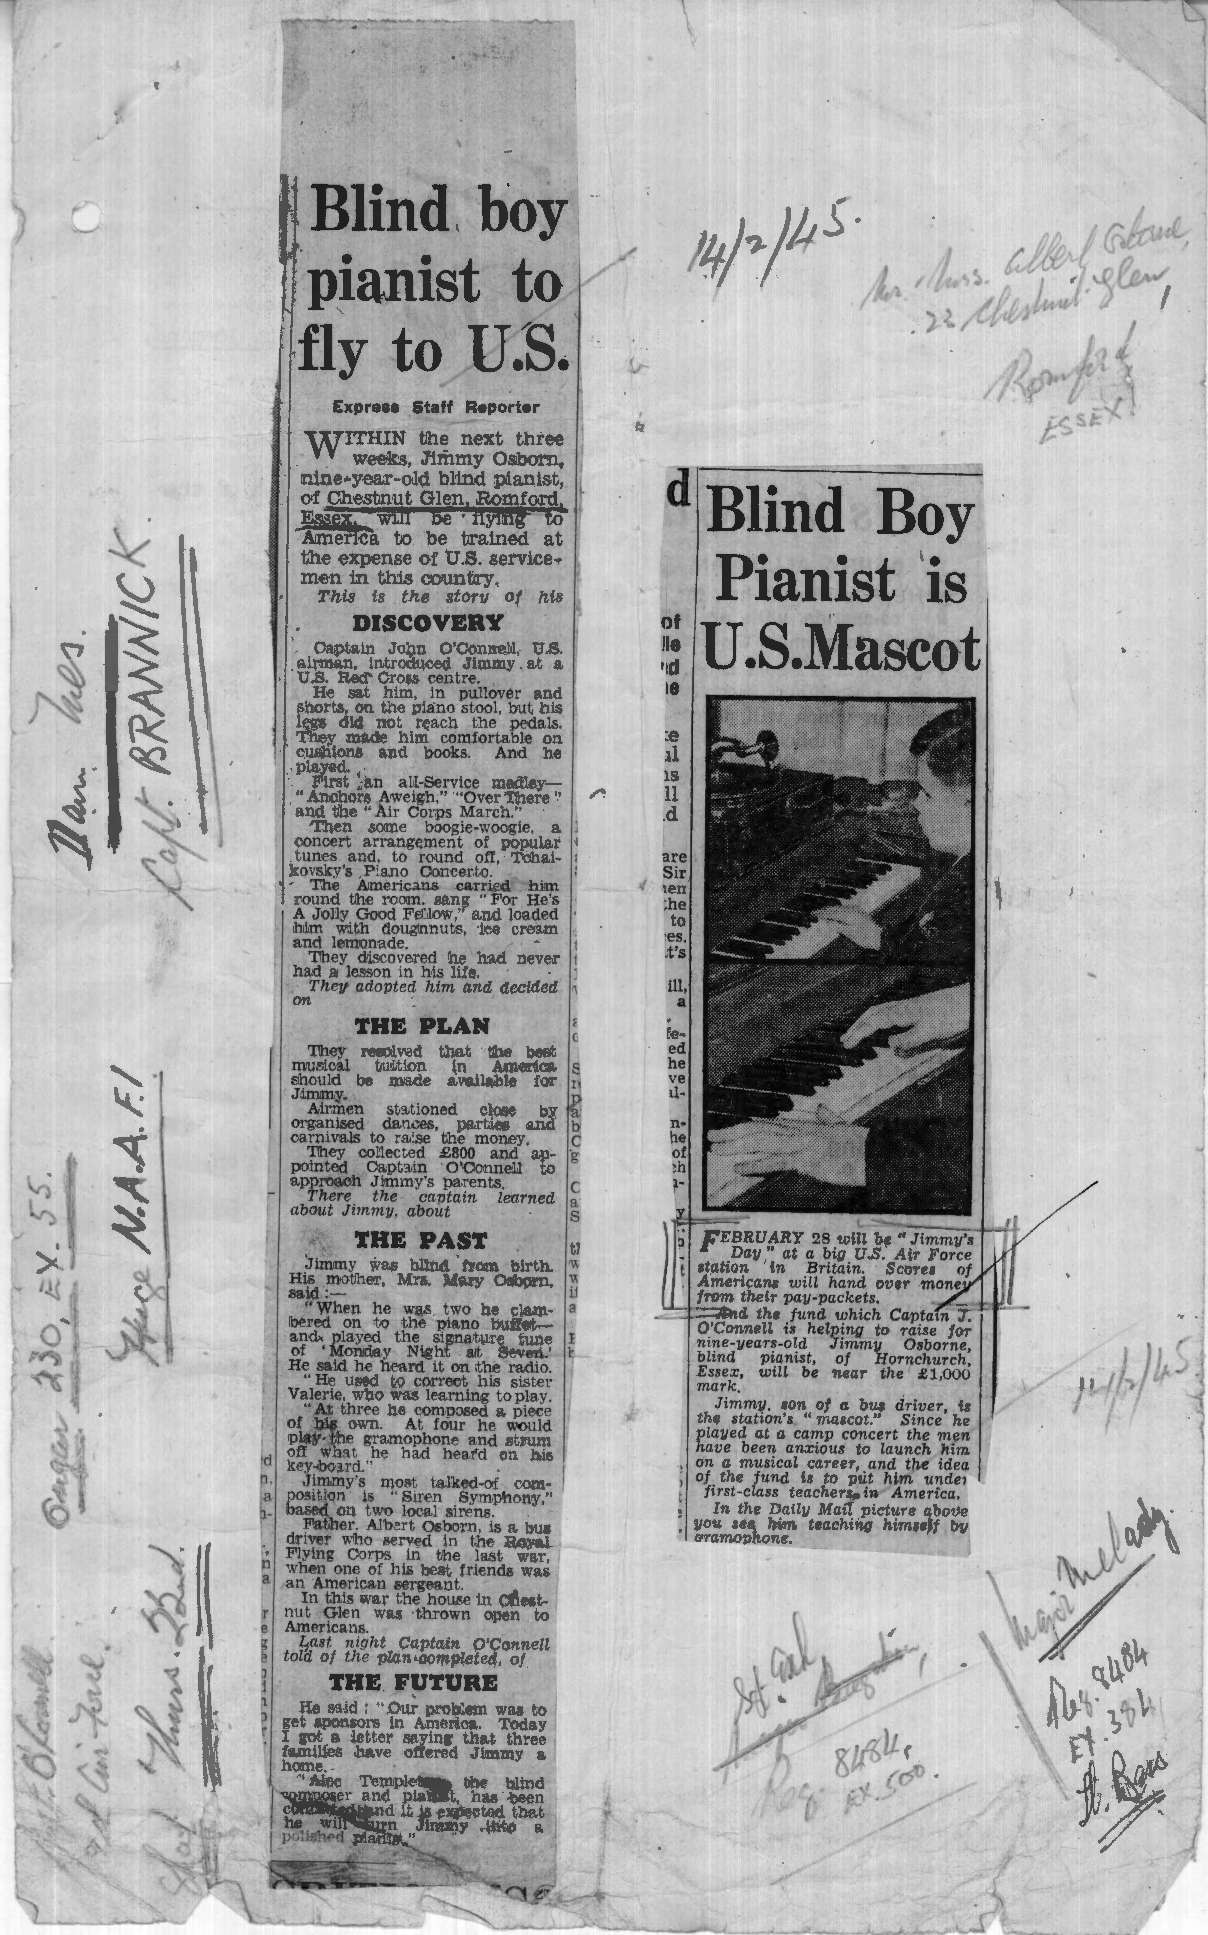 Blind boy
pianist to
fly to U.S.
Express Staff Reporter
WITHIN the next three
weeks, Jimmy Osborn,
nine-year-old blind pianist,
of Chestnut Glen, Romford,
Essex, will be flying to
America to be trained at
the expense of U.S. service-
men in this country.
This is the story of his
DISCOVERY
Captain John O'Connell, U.S.
airman, introduced Jimmy at a
U.S. Red Cross centre.
He sat him, in pullover and
shorts, on the piano stool, but his
legs did not reach the pedals.
They made him comfortable on
cushions and books. And he
played.
First an all-Service medley—
"Anchors Aweigh," "Over There"
and the "Air Corps March."
Then some boogie-woogie, a
concert arrangement of popular
tunes and, to round off, Tchai-
kovsky's Piano Concerto.
The Americans carried him
round the room, sang "For He's
A Jolly Good Fellow," and loaded
him with doughnuts, ice cream
and lemonade.
They discovered he had never
had a lesson in his life.
They adopted him and decided
on
THE PLAN
They resolved that the best
musical tuition in America
should be made available for
Jimmy.
Airmen stationed close by
organised dances, parties and
carnivals to raise the money.
They collected £800 and ap-
pointed Captain O'Connell to
approach Jimmy's parents.
There the captain learned
about Jimmy, about
THE PAST
Jimmy was blind from birth.
His mother, Mrs. Mary Osborn,
said:—
"When he was two he clam-
bered on to the piano buffet—
and played the signature tune
of 'Monday Night at Seven.'
He said he heard it on the radio.
"He used to correct his sister
Valerie, who was learning to play.
"At three he composed a piece
of his own. At four he would
play the gramophone and strum
off what he had heard on his
key-board."
Jimmy's most talked-of com-
position is "Siren Symphony,"
based on two local sirens.
Father, Albert Osborn, is a bus
driver who served in the Royal
Flying Corps in the last war,
when one of his best friends was
an American sergeant.
In this war the house in Chest-
nut Glen was thrown open to
Americans.
Last night Captain O'Connell
told of the plan completed, of
THE FUTURE
He said: "Our problem was to
get sponsors in America. Today
I got a letter saying that three
families have offered Jimmy a
home.
"Alec Templeton the blind
composer and pianist, has been
and it is expected that
he will turn Jimmy into a
polished pianist."
14/2/45.
Mr. Mrs. Albert
23 Chestnut Glen,
Romford
ESSEX
Blind Boy
Pianist is
U.S. Mascot
FEBRUARY 28 will be "Jimmy's
Day" at a big U.S. Air Force
station in Britain. Scores of
Americans will hand over money
from their pay-packets.
And the fund which Captain J.
O'Connell is helping to raise for
nine-years-old Jimmy Osborne,
blind pianist, of Hornchurch,
Essex, will be near the £1,000
mark.
Jimmy, son of a bus driver, is
the station's "mascot." Since he
played at a camp concert the men
have been anxious to launch him
on a musical career, and the idea
of the fund is to put him under
first-class teachers in America.
In the Daily Mail picture above
you see him teaching himself by
gramophone.
14/2/45
Major Melady.
Reg. 8484
EX. 384
8484,
EX. 500.
Capt. BRANNICK.
N.A.A.F.I
230, EX. 55.
Thurs. 22nd.